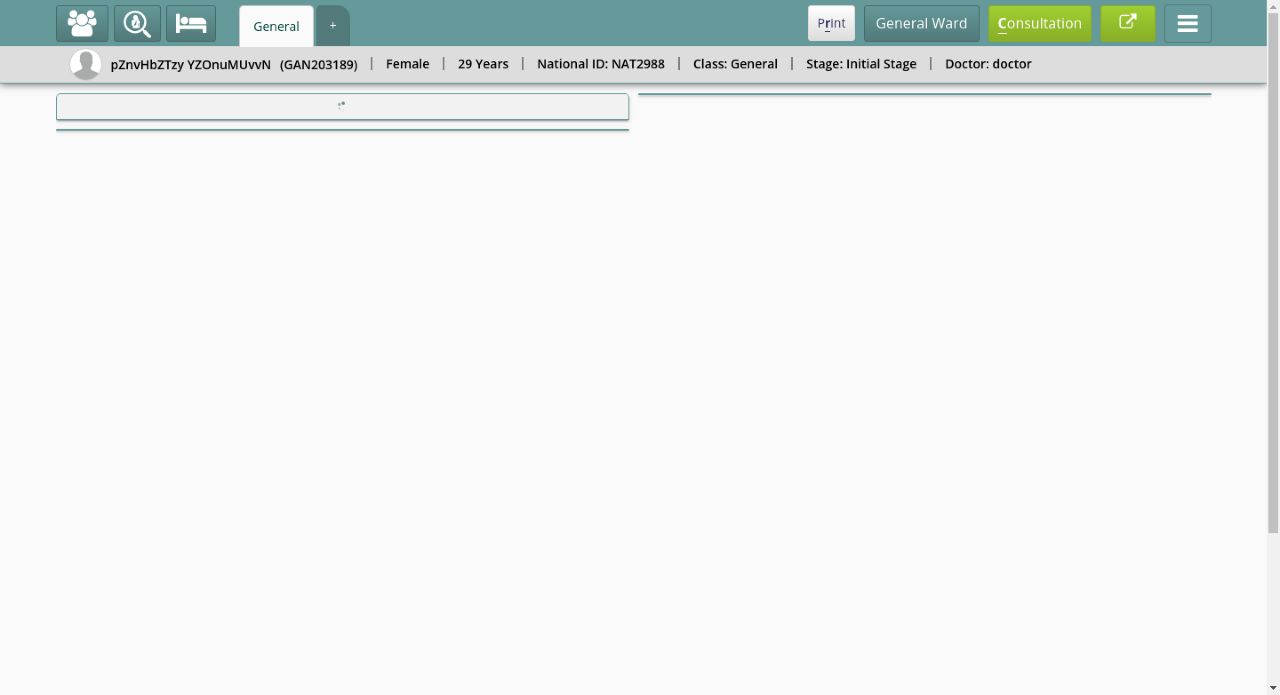 General
+
Print
General Ward
Consultation
pZnvHbZTzy YZOnuMUvvN (GAN203189) | Female | 29 Years | National ID: NAT2988 | Class: General | Stage: Initial Stage | Doctor: doctor